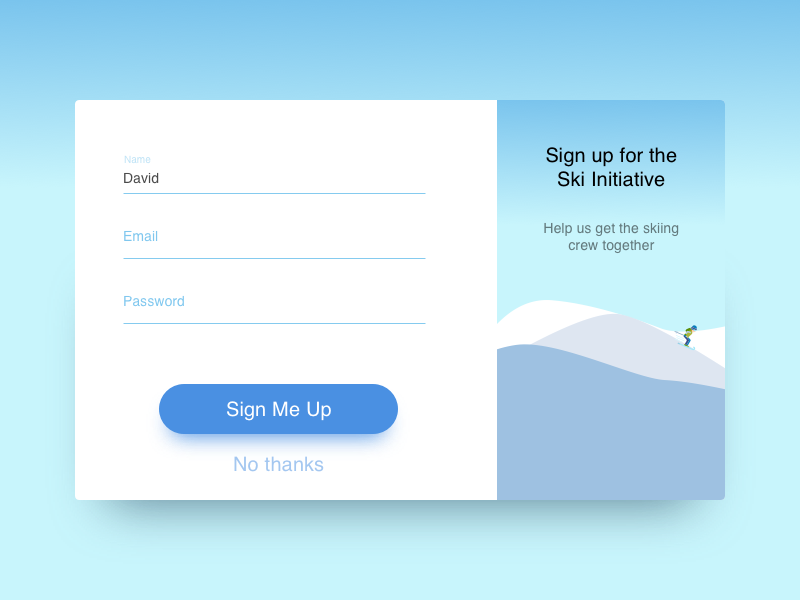 Name
David
Email
Password
Sign Me Up
No thanks
Sign up for the
Ski Initiative
Help us get the skiing
crew together